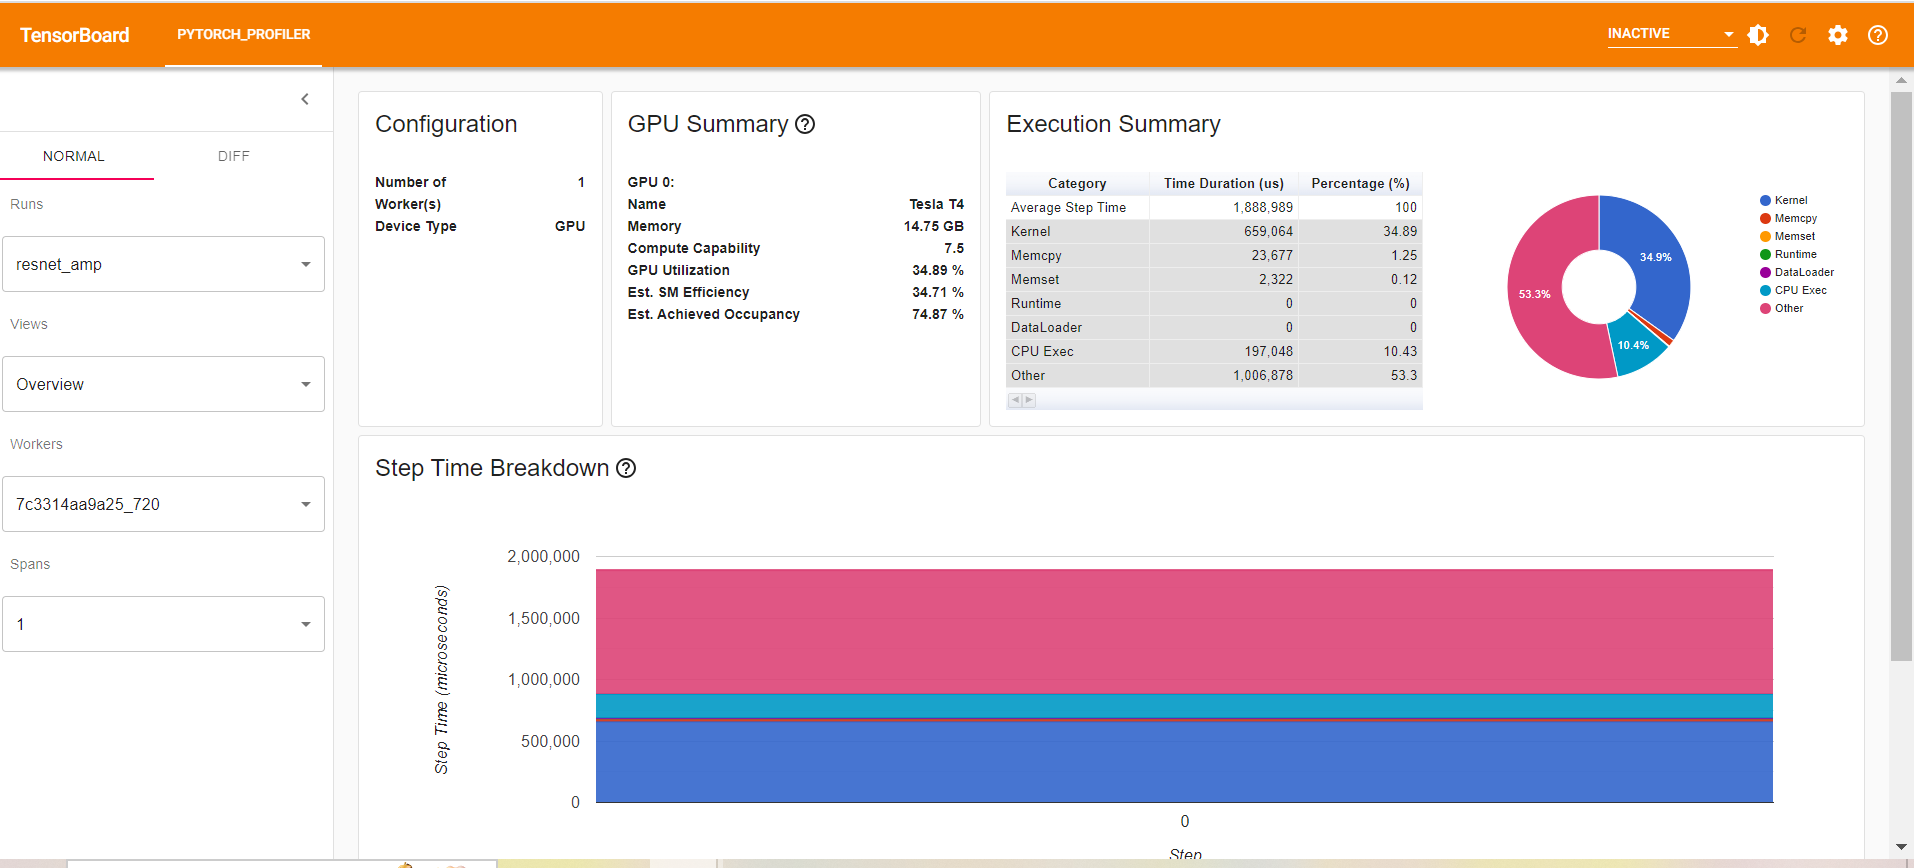 TensorBoard
PYTORCH_PROFILER
INACTIVE
NORMAL
DIFF
Runs
resnet_amp
Views
Overview
Workers
7c3314aa9a25_720
Spans
1
Configuration
Number of Worker(s) 1
Device Type GPU
GPU Summary
GPU 0:
Name Tesla T4
Memory 14.75 GB
Compute Capability 7.5
GPU Utilization 34.89 %
Est. SM Efficiency 34.71 %
Est. Achieved Occupancy 74.87 %
Execution Summary
Category Time Duration (us) Percentage (%)
Average Step Time 1,888,989 100
Kernel 659,064 34.89
Memcpy 23,677 1.25
Memset 2,322 0.12
Runtime 0 0
DataLoader 0 0
CPU Exec 197,048 10.43
Other 1,006,878 53.3
34.9%
53.3%
10.4%
Kernel
Memcpy
Memset
Runtime
DataLoader
CPU Exec
Other
Step Time Breakdown
Step Time (microseconds)
2,000,000
1,500,000
1,000,000
500,000
0
0
Step